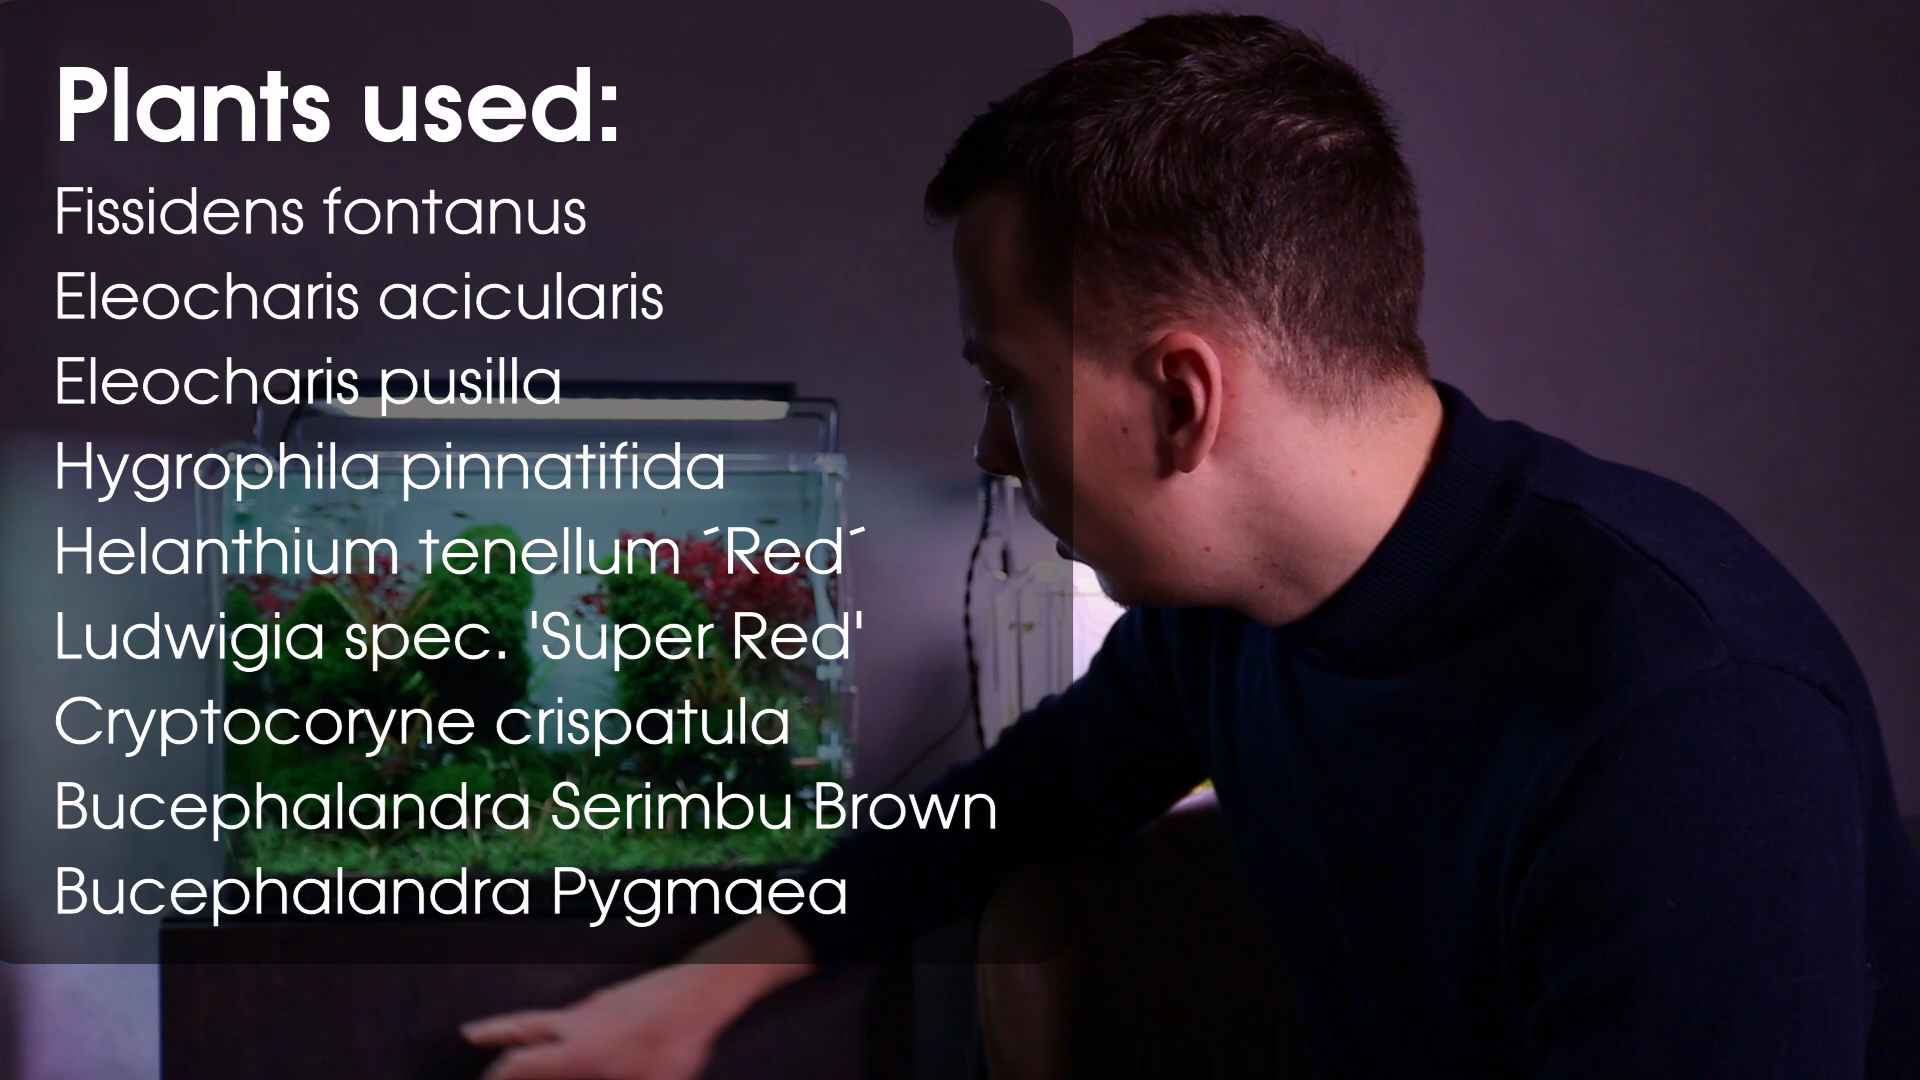 Plants used:
Fissidens fontanus
Eleocharis acicularis
Eleocharis pusilla
Hygrophila pinnatifida
Helanthium tenellum ´Red´
Ludwigia spec. 'Super Red'
Cryptocoryne crispatula
Bucephalandra Serimbu Brown
Bucephalandra Pygmaea